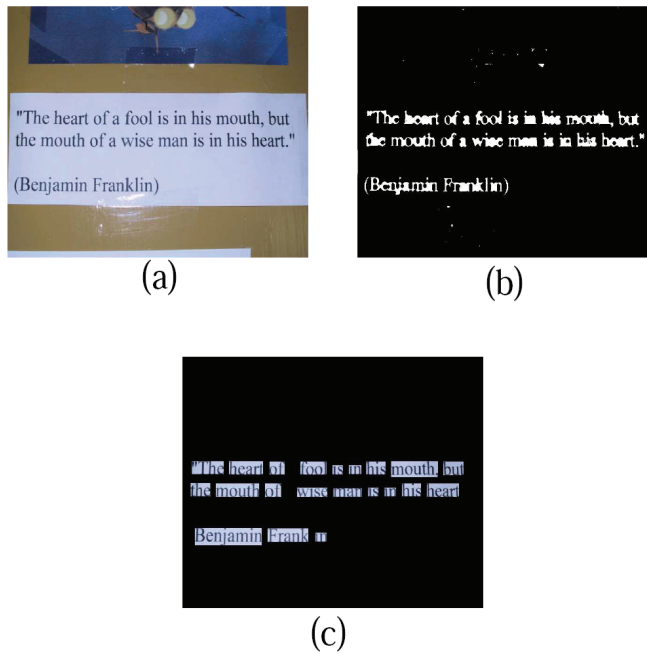 "The heart of a fool is in his mouth, but
the mouth of a wise man is in his heart."
(Benjamin Franklin)
(a)
"The heart of a fool is in his mouth, but
the mouth of a wise man is in his heart."
(Benjamin Franklin)
(b)
"The heart of fool is in his mouth, but
the mouth of wise man is in his heart
Benjamin Frank n
(c)